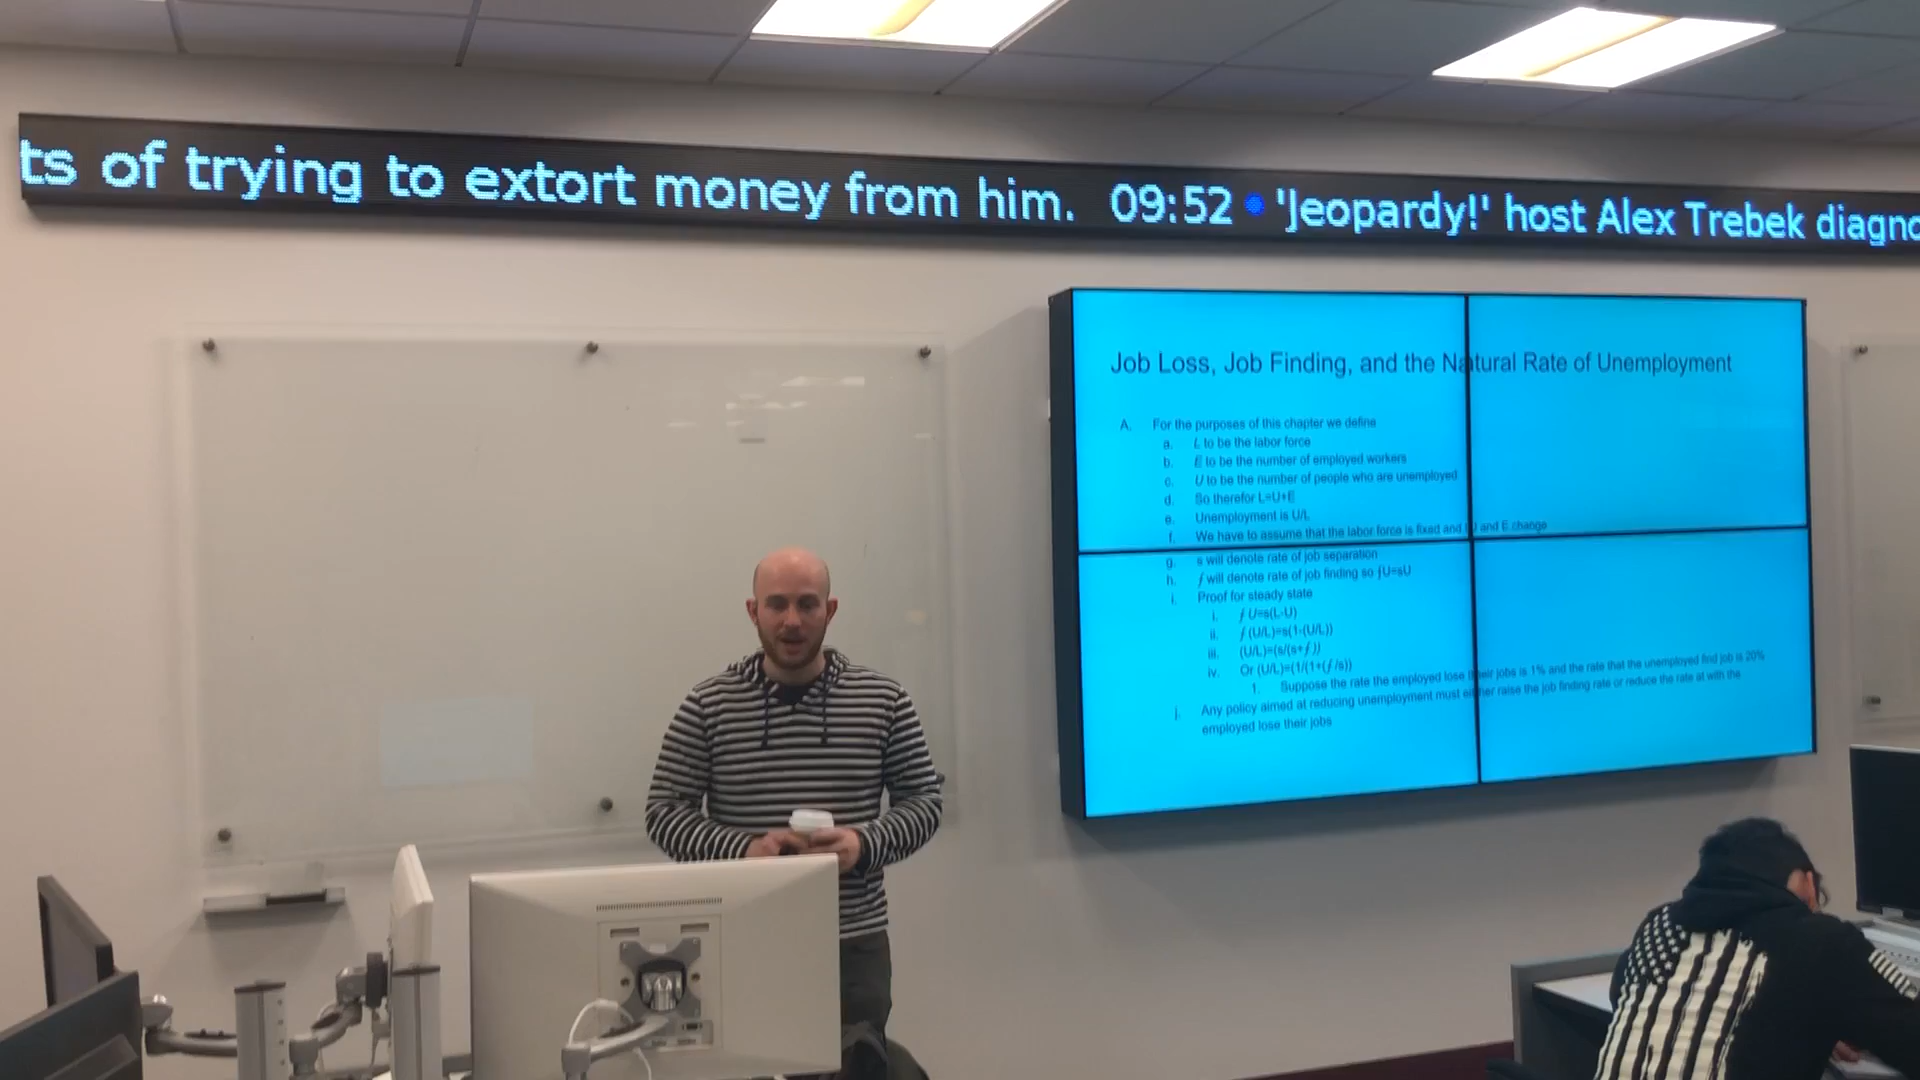 ts of trying to extort money from him. 09:52 • 'Jeopardy!' host Alex Trebek diagno
Job Loss, Job Finding, and the Natural Rate of Unemployment
A. For the purposes of this chapter we define
a. L to be the labor force
b. E to be the number of employed workers
c. U to be the number of people who are unemployed
d. So therefor L=U+E
e. Unemployment is U/L
f. We have to assume that the labor force is fixed and U and E change
g. s will denote rate of job separation
h. f will denote rate of job finding so fU=sU
i. Proof for steady state
i. f U=s(L-U)
ii. f (U/L)=s(1-(U/L))
iii. (U/L)=(s/(s+f ))
iv. Or (U/L)=(1/(1+(f /s))
1. Suppose the rate the employed lose their jobs is 1% and the rate that the unemployed find job is 20%
j. Any policy aimed at reducing unemployment must either raise the job finding rate or reduce the rate at with the
employed lose their jobs